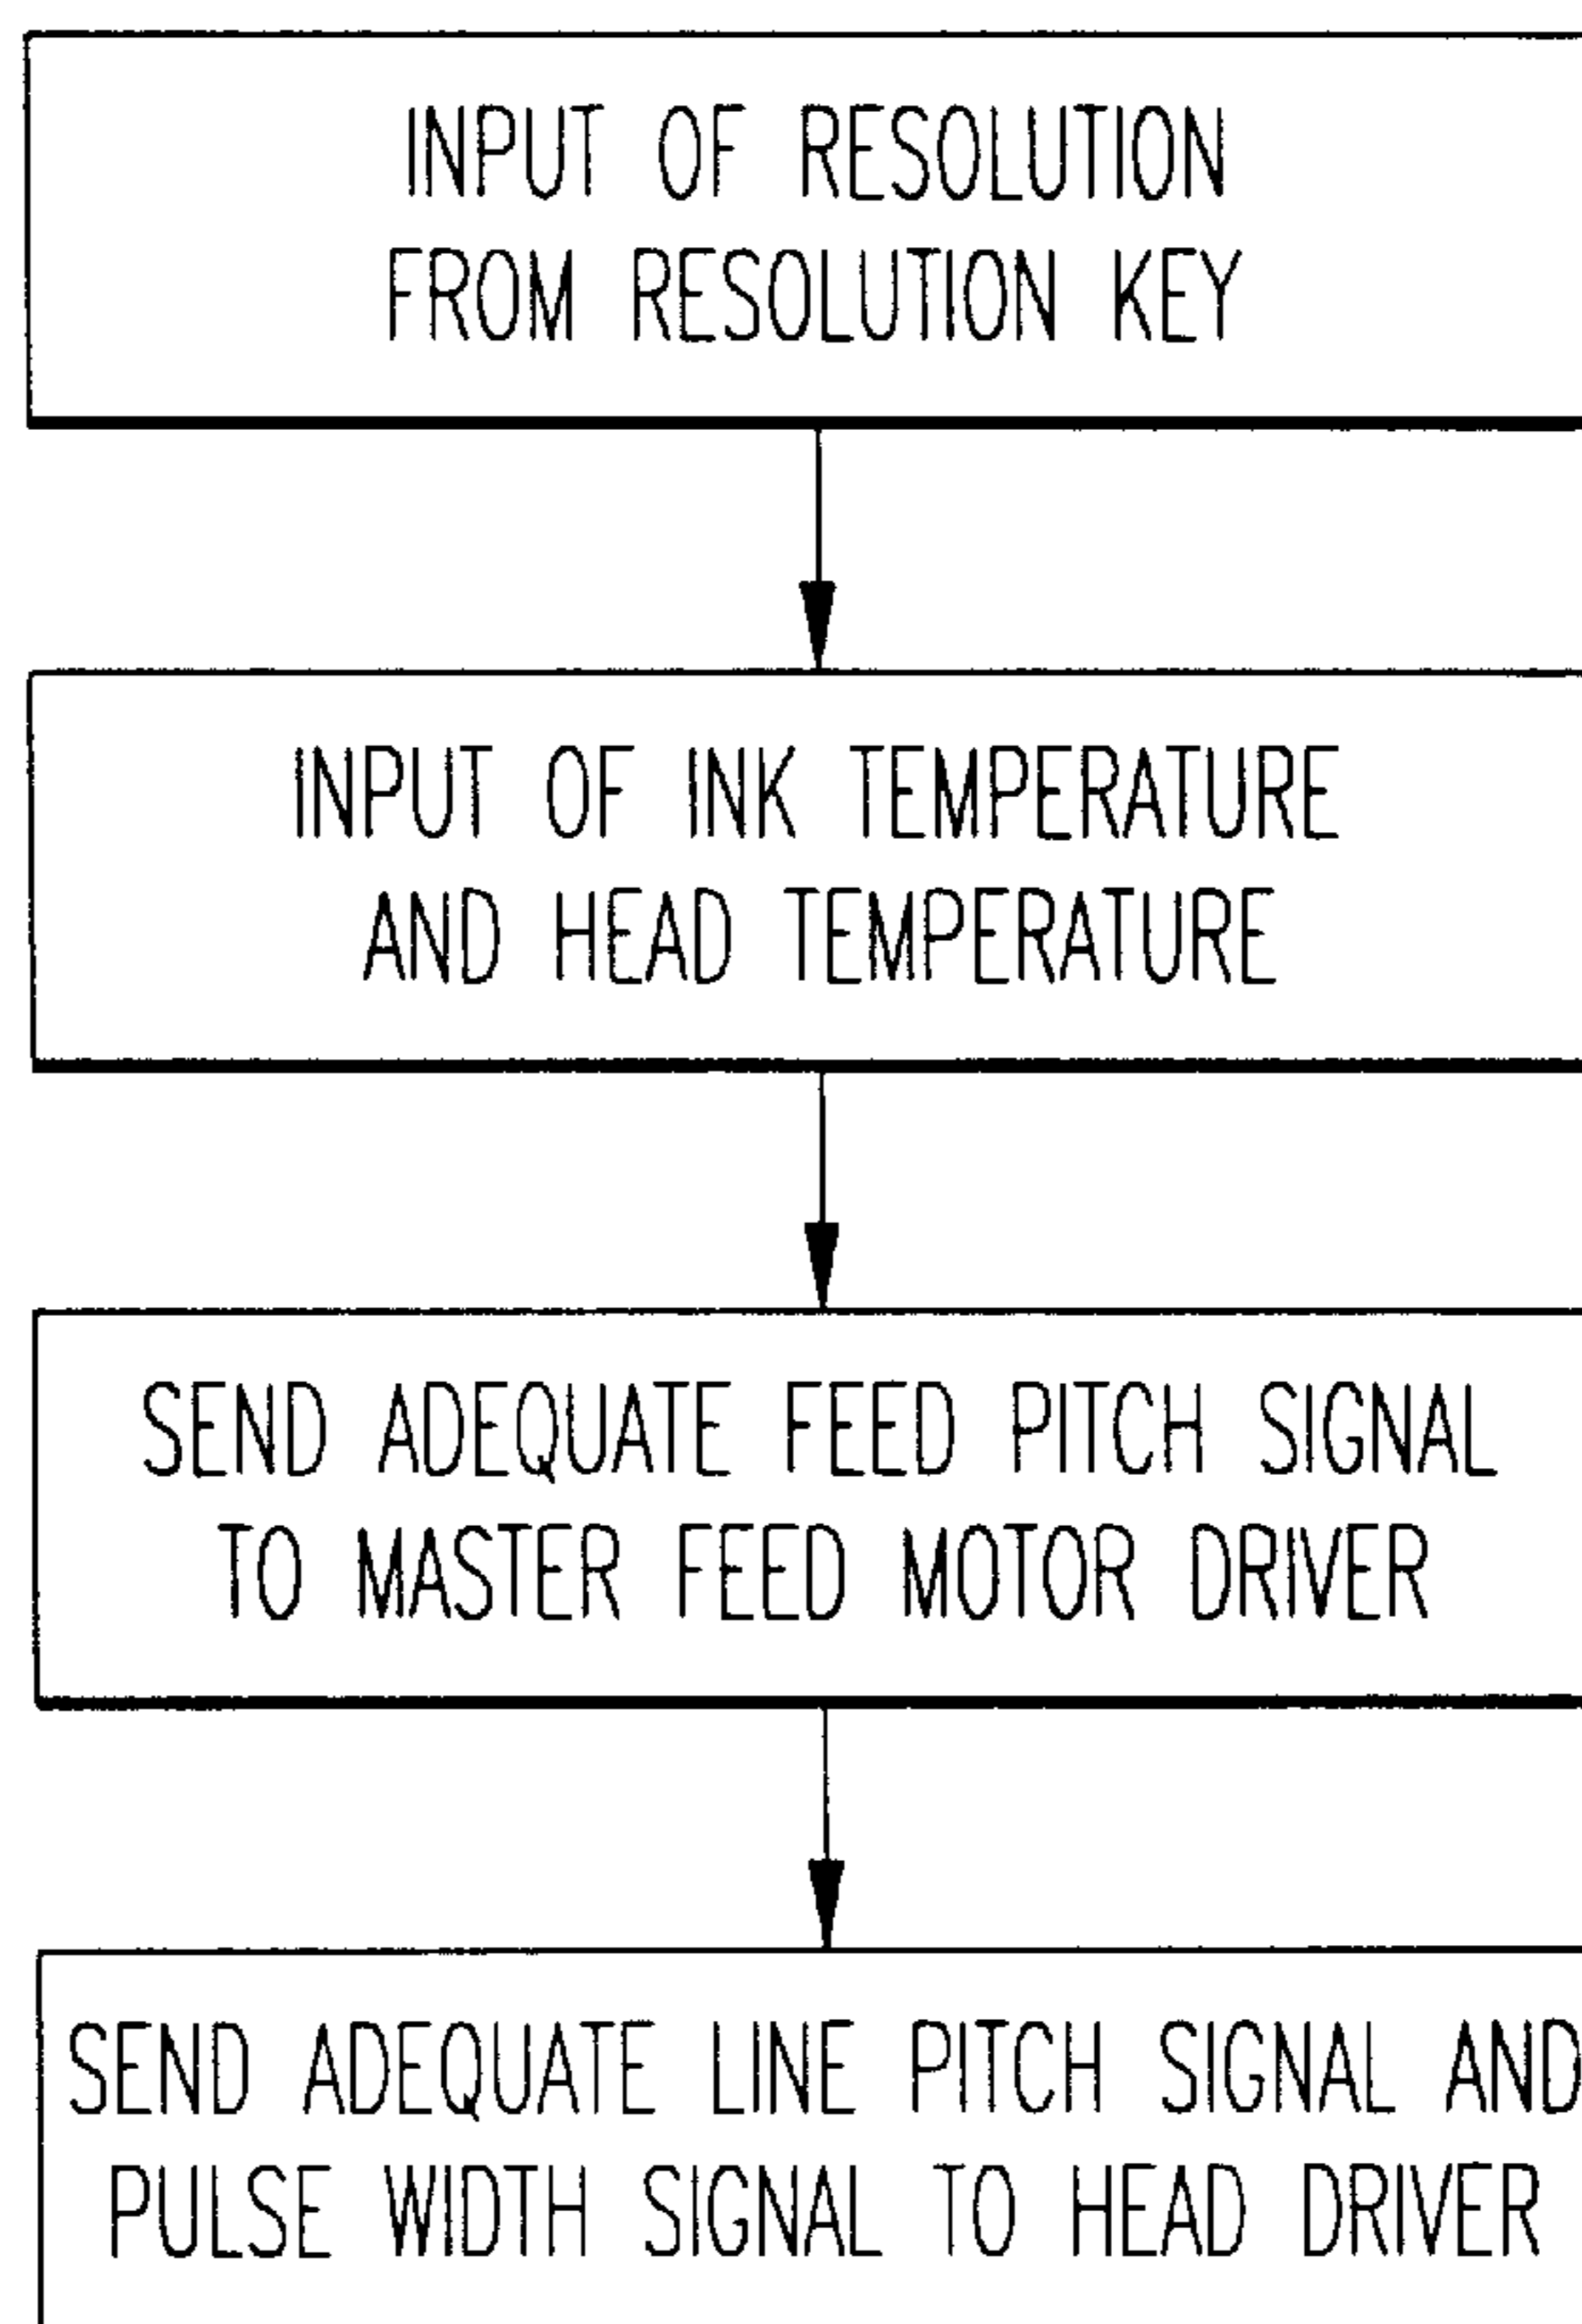 INPUT OF RESOLUTION
FROM RESOLUTION KEY
INPUT OF INK TEMPERATURE
AND HEAD TEMPERATURE
SEND ADEQUATE FEED PITCH SIGNAL
TO MASTER FEED MOTOR DRIVER
SEND ADEQUATE LINE PITCH SIGNAL AND
PULSE WIDTH SIGNAL TO HEAD DRIVER